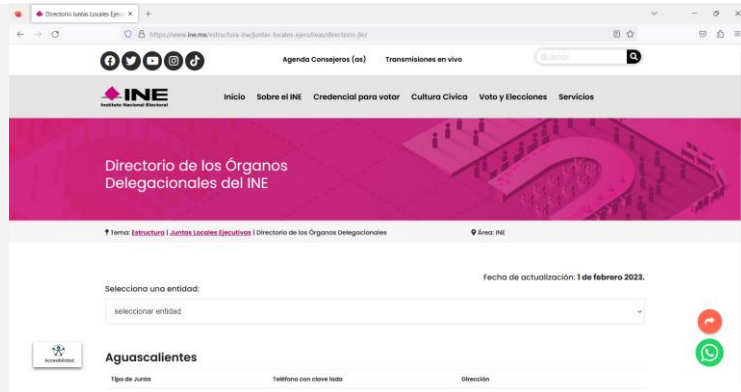 Directorio Juntas Locales Ejecu
https://www.ine.mx/estructura-ine/juntas-locales-ejecutivas/directorio-jle/
Agenda Consejeros (as) Transmisiones en vivo Buscar
INE
Instituto Nacional Electoral
Inicio Sobre el INE Credencial para votar Cultura Cívica Voto y Elecciones Servicios
Directorio de los Órganos
Delegacionales del INE
Tema: Estructura | Juntas Locales Ejecutivas | Directorio de los Órganos Delegacionales Área: INE
Fecha de actualización: 1 de febrero 2023.
Selecciona una entidad:
seleccionar entidad
Accesibilidad
Aguascalientes
Tipo de Junta Teléfono con clave lada Dirección